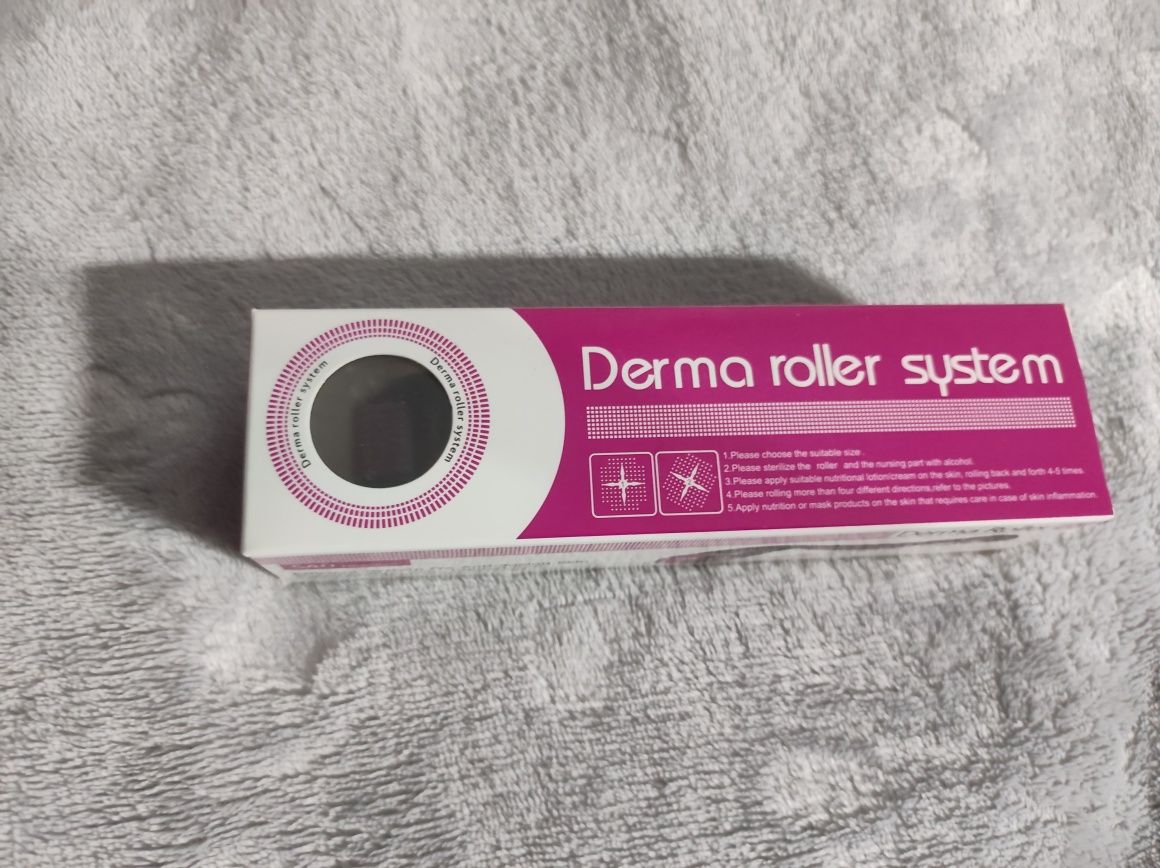 Derma roller system
Derma roller system
Derma roller system
1.Please choose the suitable size .
2.Please sterilize the roller and the nursing part with alcohol.
3.Please apply suitable nutritional lotion/cream on the skin, rolling back and forth 4-5 times.
4.Please rolling more than four different directions,refer to the pictures.
5.Apply nutrition or mask products on the skin that requires care in case of skin inflammation.